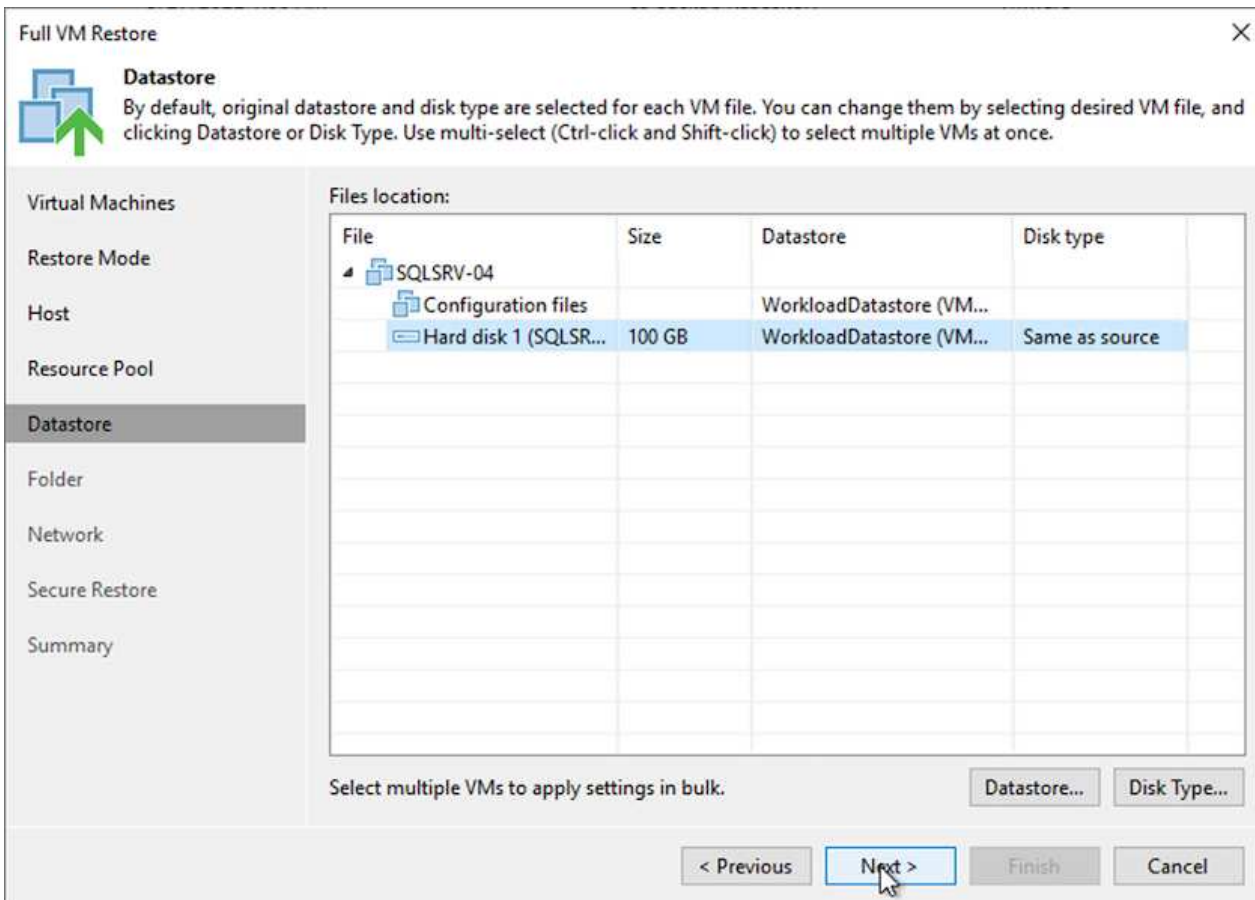 Full VM Restore
Datastore
By default, original datastore and disk type are selected for each VM file. You can change them by selecting desired VM file, and
clicking Datastore or Disk Type. Use multi-select (Ctrl-click and Shift-click) to select multiple VMs at once.
Virtual Machines
Restore Mode
Host
Resource Pool
Datastore
Folder
Network
Secure Restore
Summary
Files location:
File Size Datastore Disk type
SQLSRV-04
Configuration files WorkloadDatastore (VM...
Hard disk 1 (SQLSR... 100 GB WorkloadDatastore (VM... Same as source
Select multiple VMs to apply settings in bulk.
Datastore... Disk Type...
< Previous Next > Finish Cancel